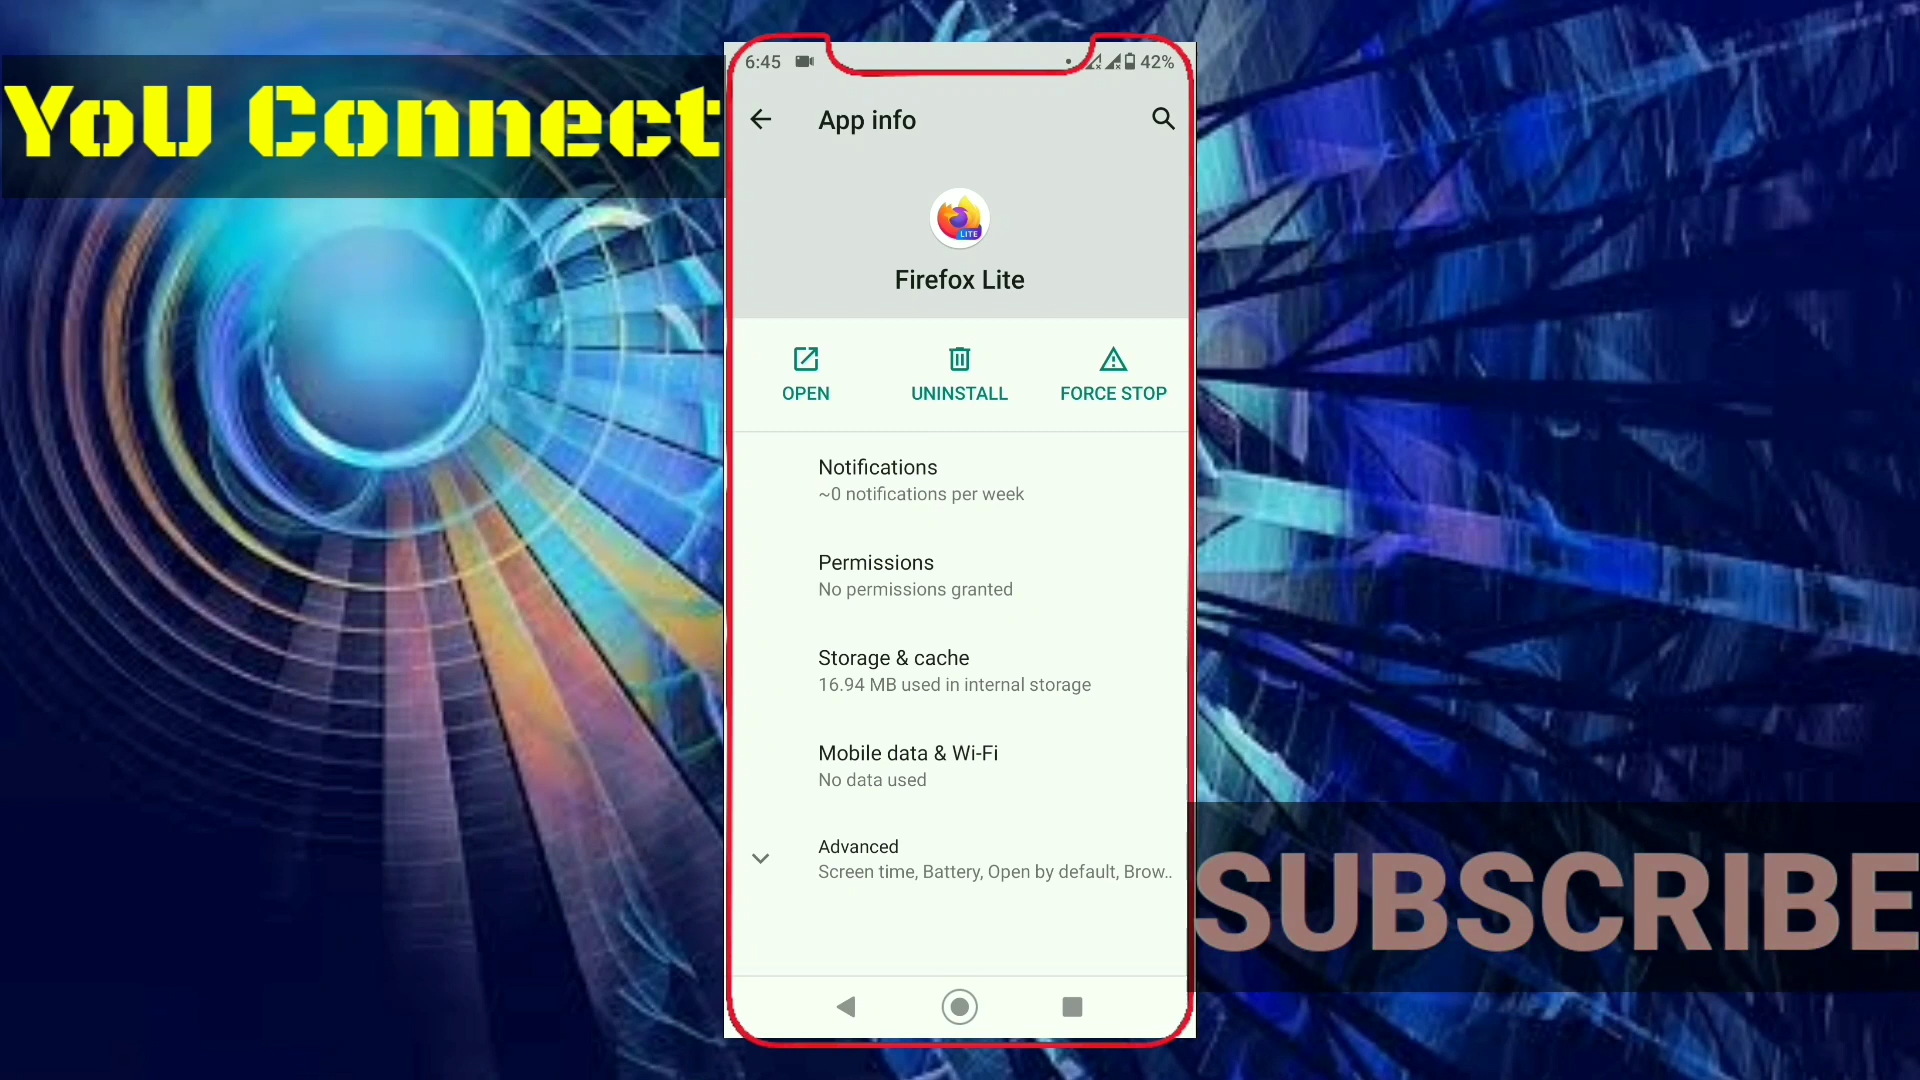 YoU Connect
6:45
42%
App info
LITE
Firefox Lite
OPEN
UNINSTALL
FORCE STOP
Notifications
~0 notifications per week
Permissions
No permissions granted
Storage & cache
16.94 MB used in internal storage
Mobile data & Wi-Fi
No data used
Advanced
Screen time, Battery, Open by default, Brow..
SUBSCRIBE